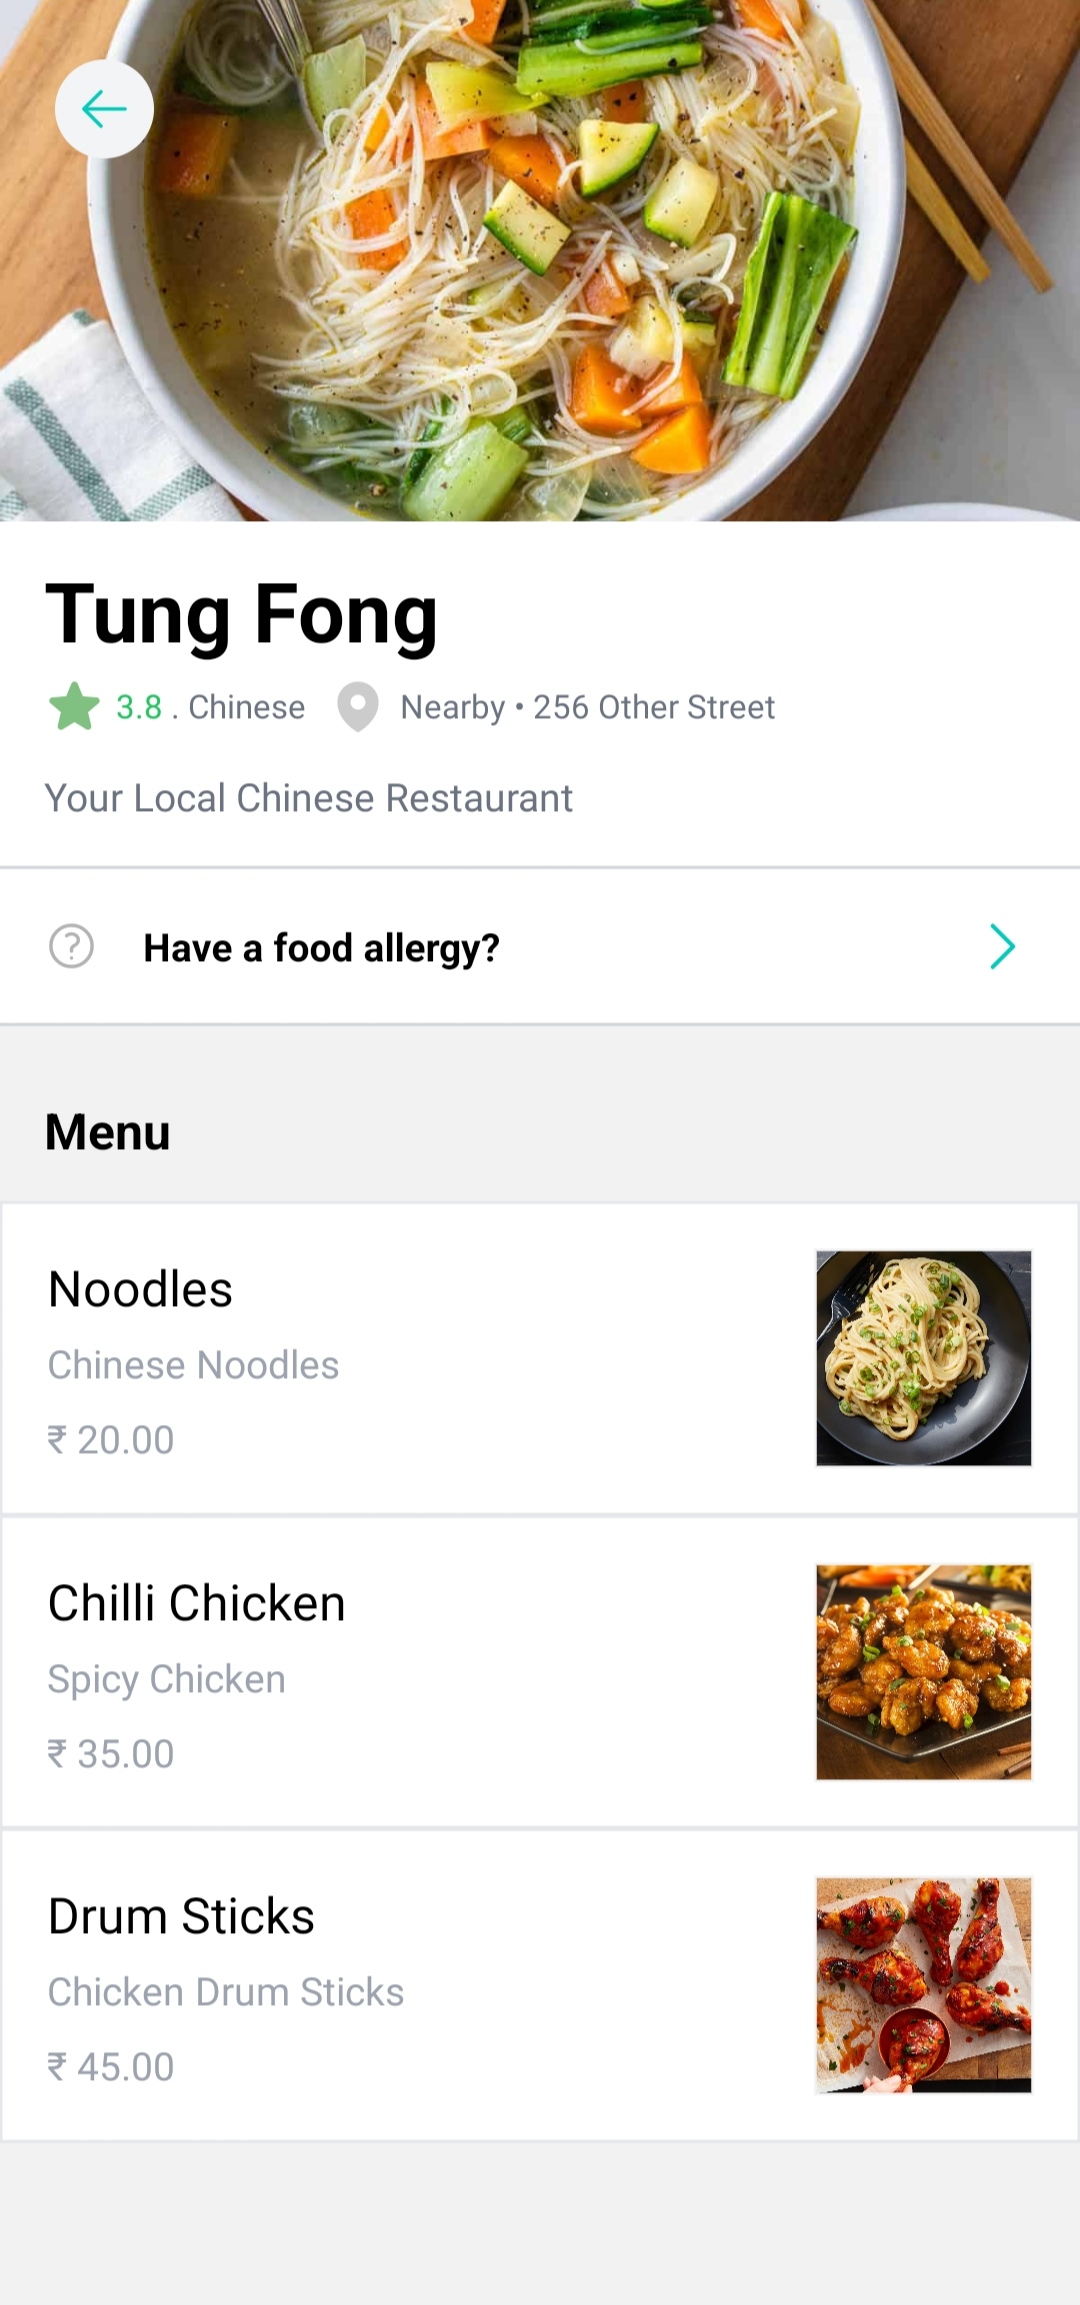 Tung Fong
3.8 . Chinese Nearby • 256 Other Street
Your Local Chinese Restaurant
? Have a food allergy?
Menu
Noodles
Chinese Noodles
₹ 20.00
Chilli Chicken
Spicy Chicken
₹ 35.00
Drum Sticks
Chicken Drum Sticks
₹ 45.00